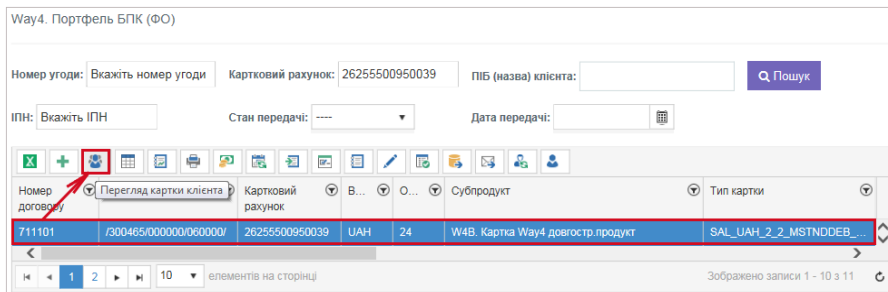 Way4. Портфель БПК (ФО)
Номер угоди: Вкажіть номер угоди Картковий рахунок: 26255500950039 ПІБ (назва) клієнта: Пошук
ІПН: Вкажіть ІПН Стан передачі: ---- Дата передачі:
Номер договору Перегляд картки клієнта Картковий рахунок В... О... Субпродукт Тип картки
711101 /300465/000000/060000/ 26255500950039 UAH 24 W4B. Картка Way4 довгостр.продукт SAL_UAH_2_2_MSTNDDEB_...
1 2 10 елементів на сторінці Зображено записи 1 - 10 з 11